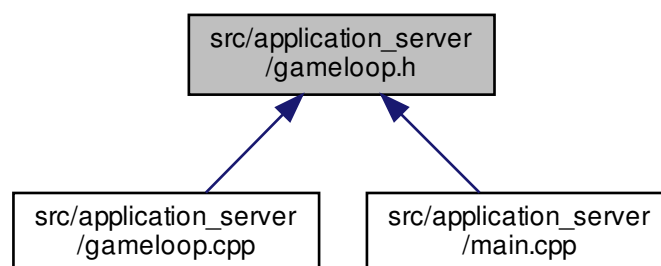 src/application_server
/gameloop.h
src/application_server
/gameloop.cpp
src/application_server
/main.cpp